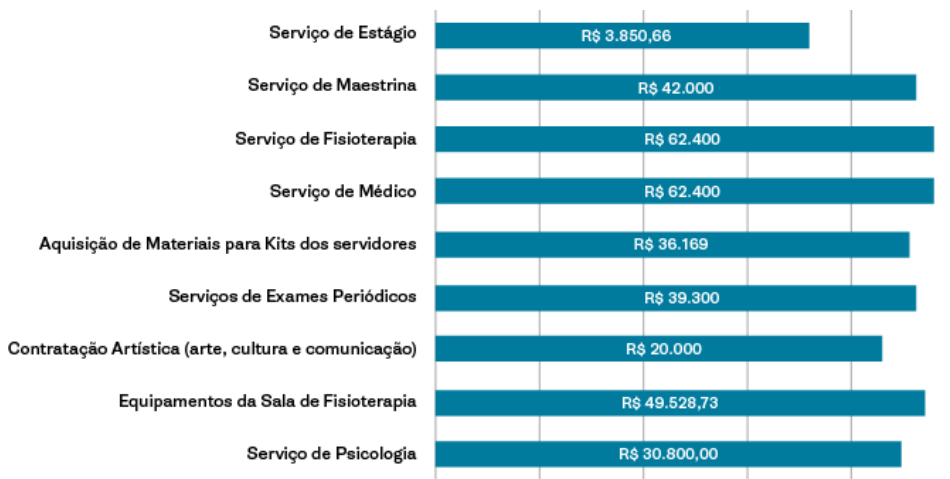 Serviço de Estágio R$ 3.850,66
Serviço de Maestrina R$ 42.000
Serviço de Fisioterapia R$ 62.400
Serviço de Médico R$ 62.400
Aquisição de Materiais para Kits dos servidores R$ 36.169
Serviços de Exames Periódicos R$ 39.300
Contratação Artística (arte, cultura e comunicação) R$ 20.000
Equipamentos da Sala de Fisioterapia R$ 49.528,73
Serviço de Psicologia R$ 30.800,00